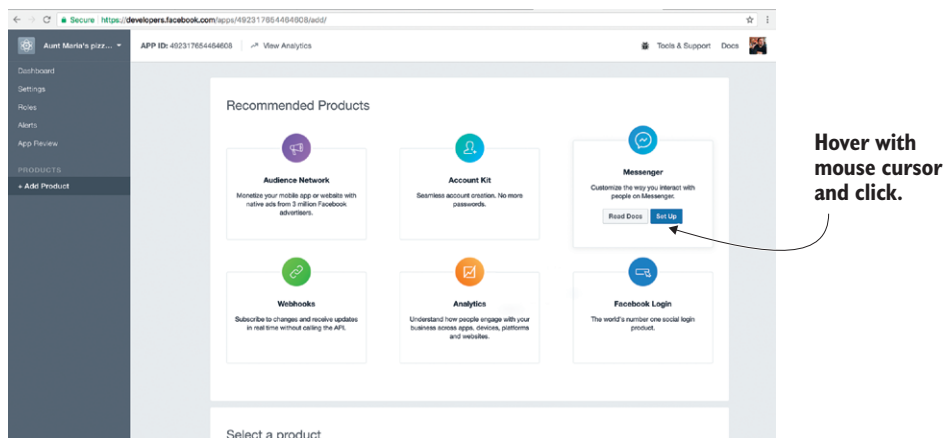 Secure https://developers.facebook.com/apps/492317654464608/add/
Aunt Maria's pizz...
APP ID: 492317654464608
View Analytics
Tools & Support
Docs
Dashboard
Settings
Roles
Alerts
App Review
PRODUCTS
+ Add Product
Recommended Products
Audience Network
Monetize your mobile app or website with
native ads from 3 million Facebook
advertisers.
Account Kit
Seamless account creation. No more
passwords.
Messenger
Customize the way you interact with
people on Messenger.
Read Docs
Set Up
Webhooks
Subscribe to changes and receive updates
in real time without calling the API.
Analytics
Understand how people engage with your
business across apps, devices, platforms
and websites.
Facebook Login
The world's number one social login
product.
Select a product
Hover with
mouse cursor
and click.